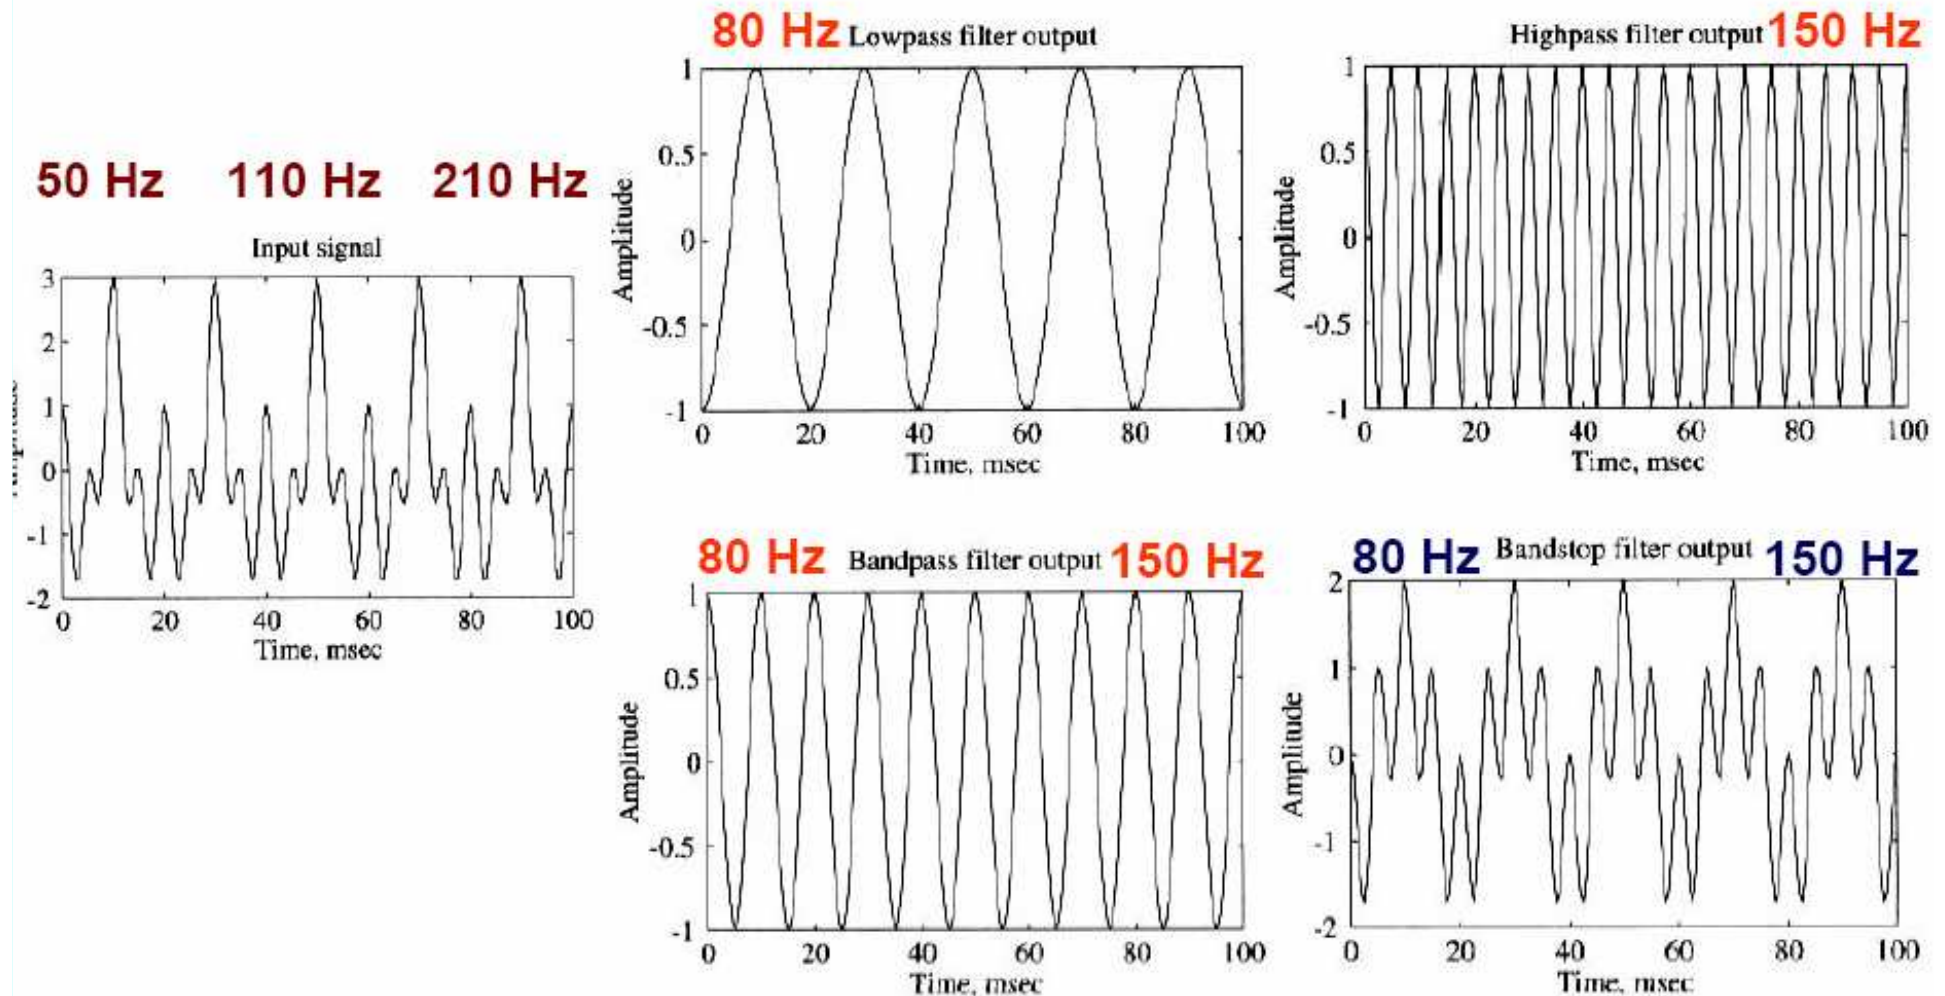 50 Hz 110 Hz 210 Hz
Input signal
3
2
1
0
-1
-2
0 20 40 60 80 100
Time, msec
80 Hz Lowpass filter output
Amplitude
1
0.5
0
-0.5
-1
0 20 40 60 80 100
Time, msec
Highpass filter output 150 Hz
Amplitude
1
0.5
0
-0.5
-1
0 20 40 60 80 100
Time, msec
80 Hz Bandpass filter output 150 Hz
Amplitude
1
0.5
0
-0.5
-1
0 20 40 60 80 100
Time, msec
80 Hz Bandstop filter output 150 Hz
Amplitude
2
1
0
-1
-2
0 20 40 60 80 100
Time, msec